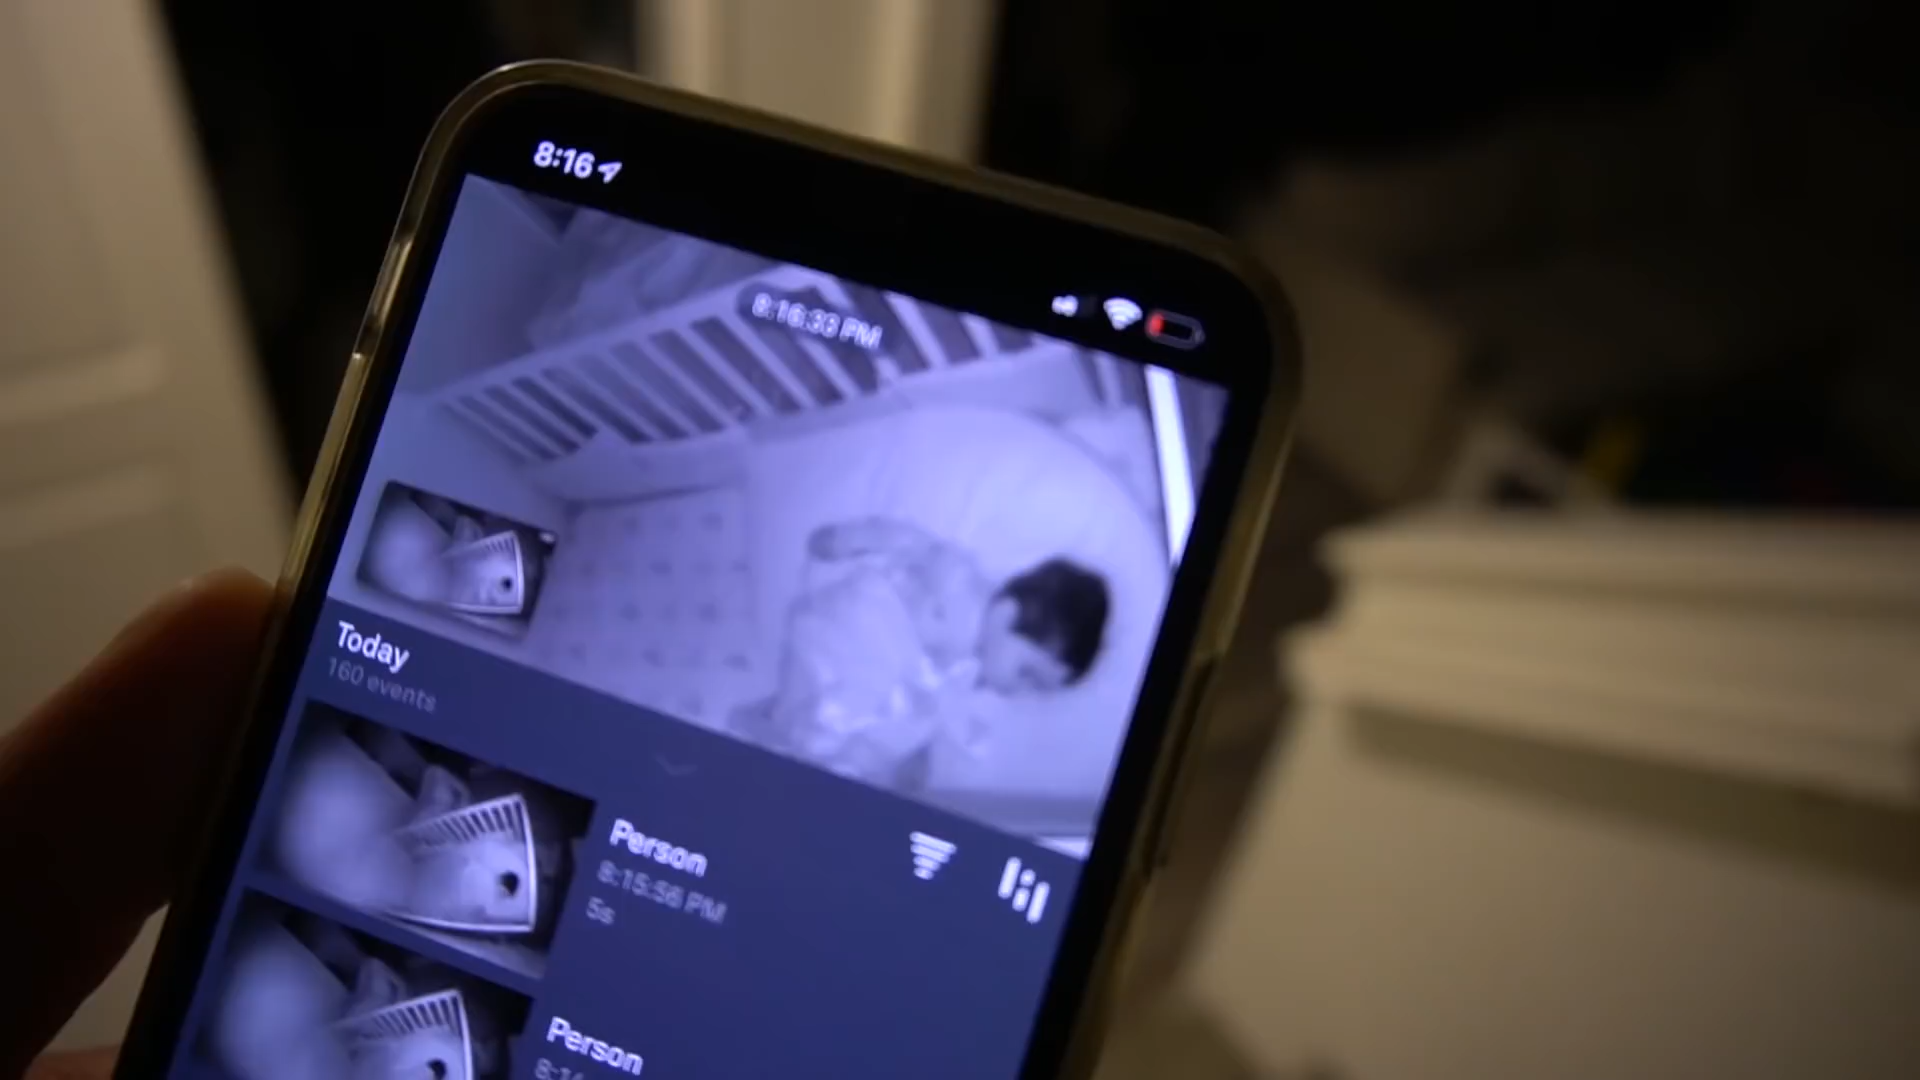 8:16
8:16:33 PM
Today
160 events
Person
8:15:56 PM
5s
Person